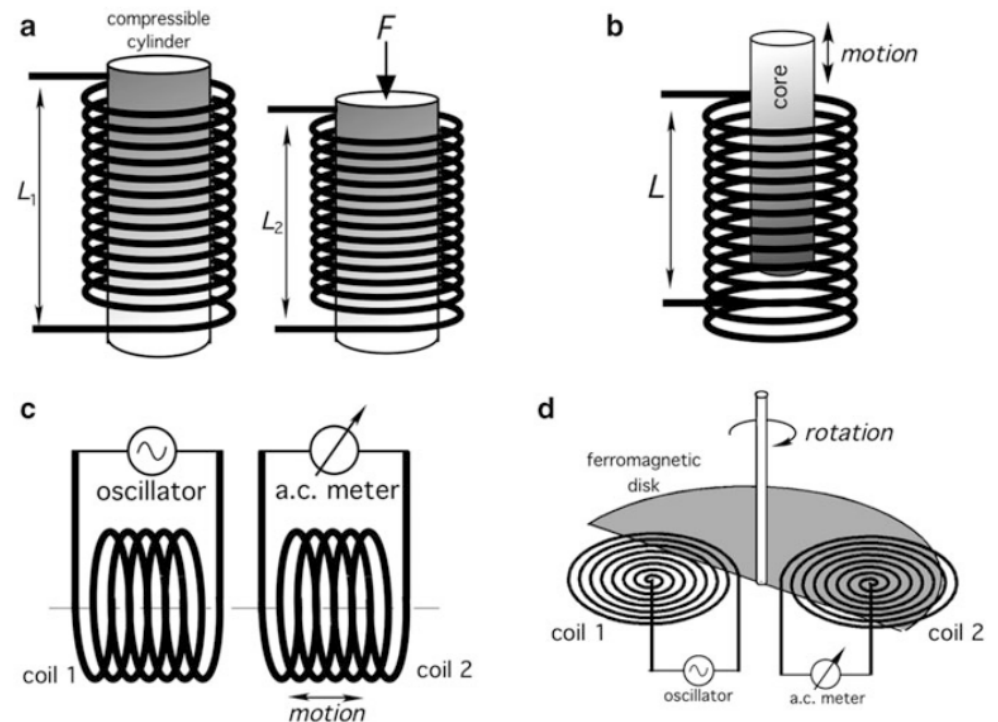 a
compressible
cylinder
F
L1
L2
b
motion
core
L
c
oscillator
a.c. meter
coil 1
coil 2
motion
d
rotation
ferromagnetic
disk
coil 1
coil 2
oscillator
a.c. meter